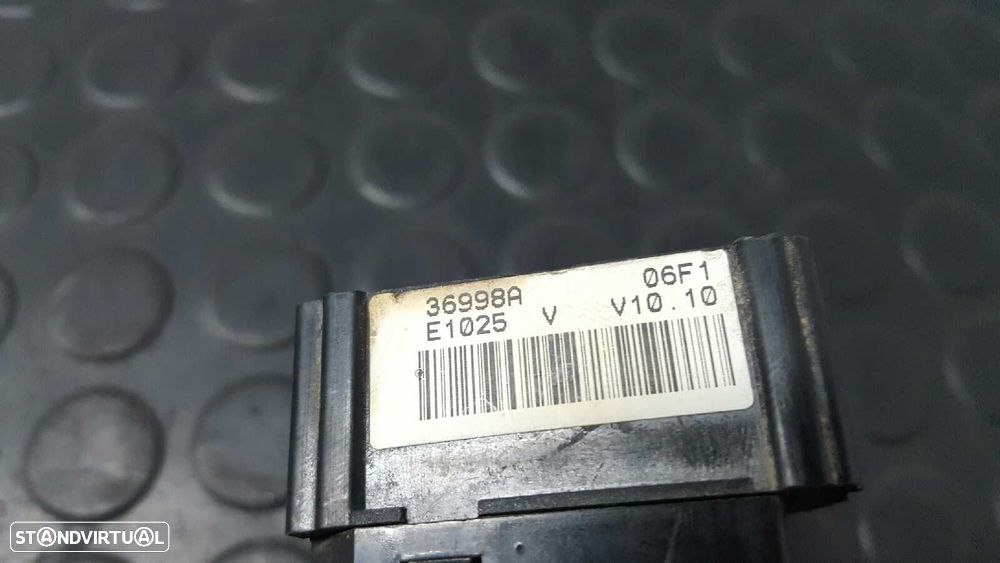 36998A 06F1
E1025 V V10.10
STANDVIRTUAL